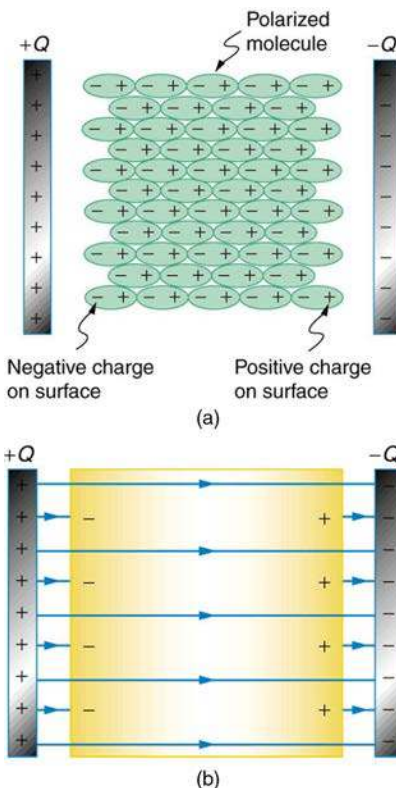 Polarized
molecule
+Q
−Q
Negative charge
on surface
Positive charge
on surface
(a)
+Q
−Q
(b)